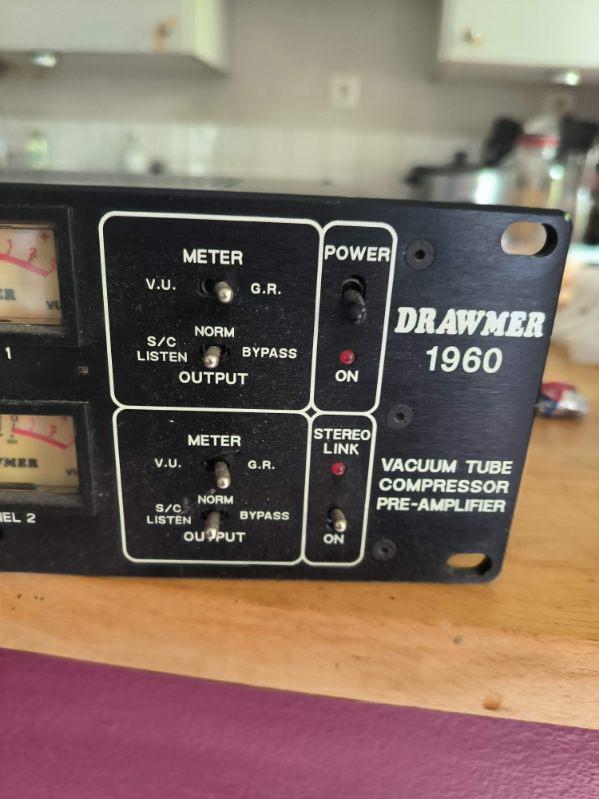 METER
V.U. G.R.
NORM
S/C
LISTEN
BYPASS
OUTPUT
POWER
ON
DRAWMER
1960
1
METER
V.U. G.R.
NORM
S/C
LISTEN
BYPASS
OUTPUT
STEREO
LINK
ON
VACUUM TUBE
COMPRESSOR
PRE-AMPLIFIER
2